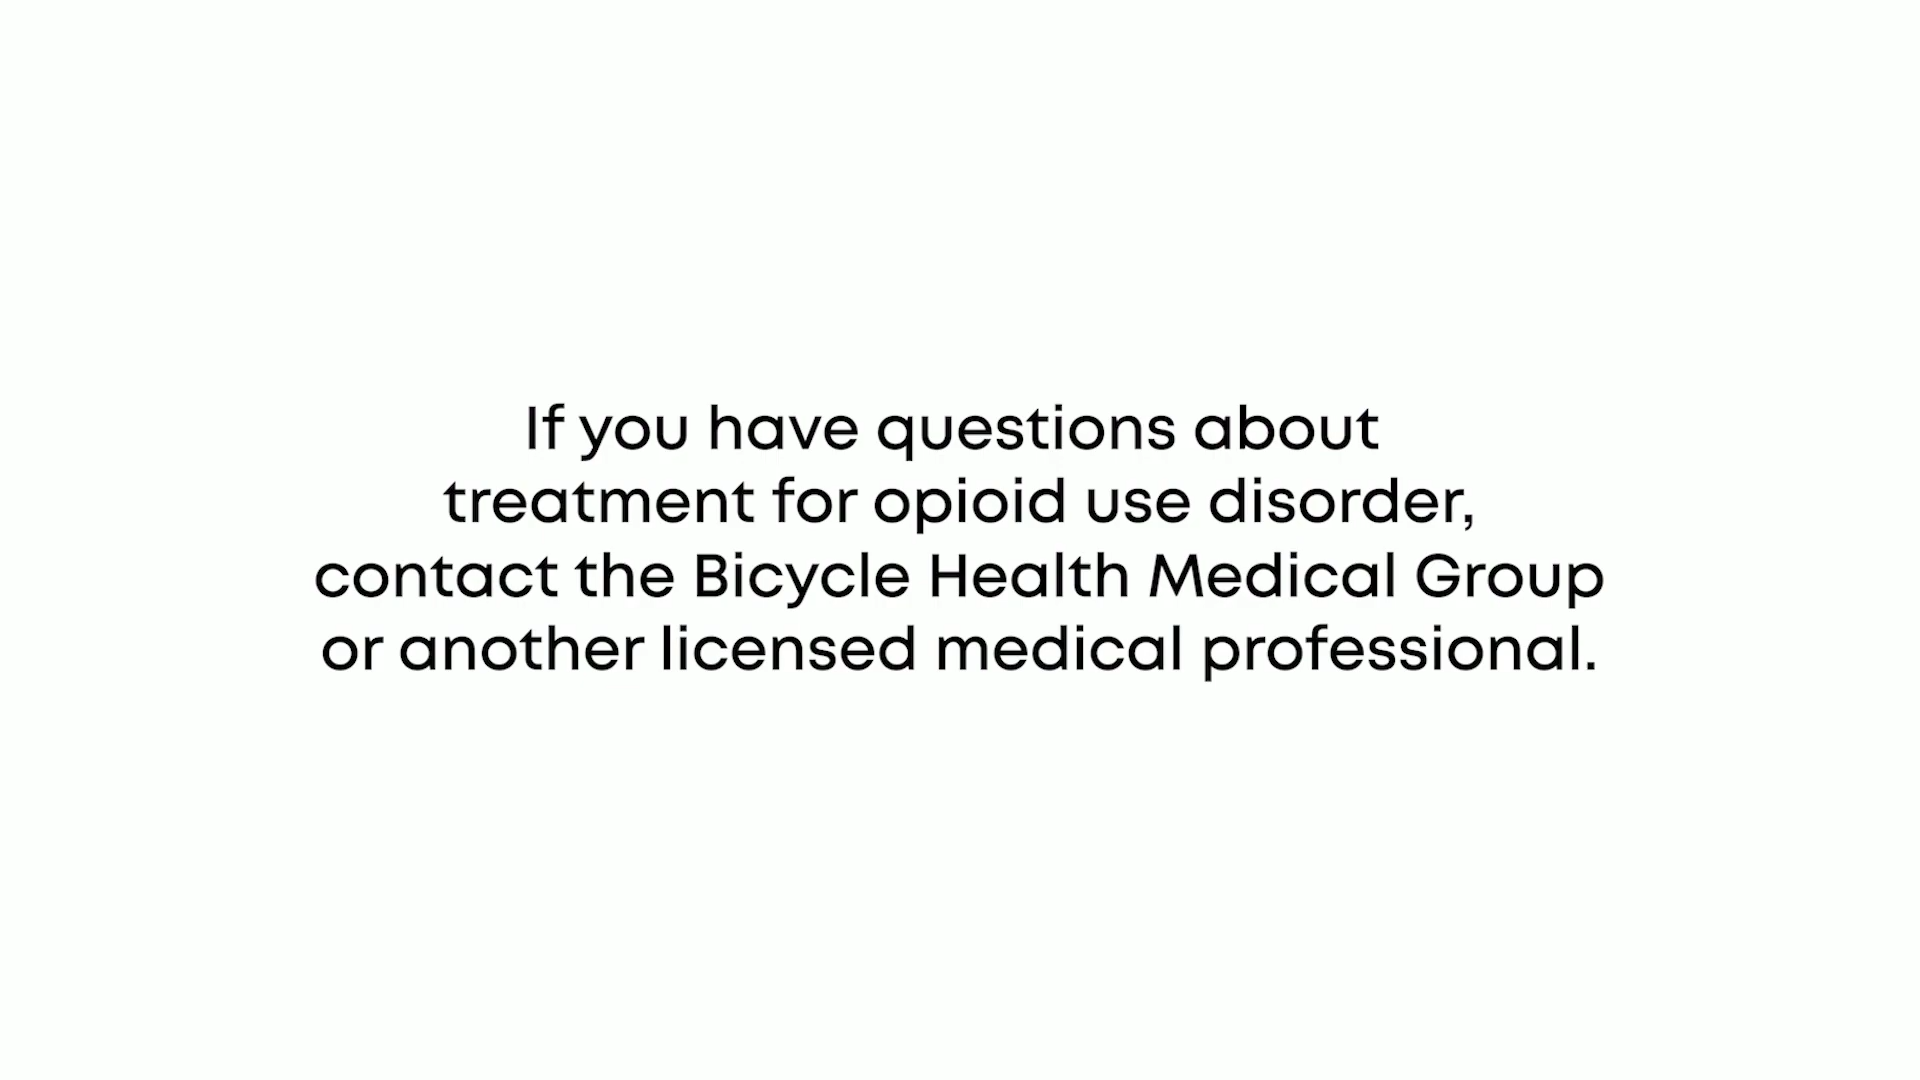 If you have questions about
treatment for opioid use disorder,
contact the Bicycle Health Medical Group
or another licensed medical professional.